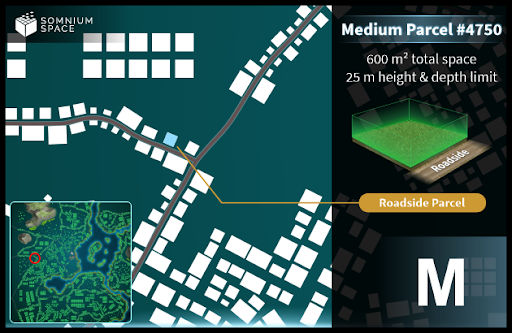 SOMNIUM
SPACE
Medium Parcel #4750
600 m² total space
25 m height & depth limit
Roadside
Roadside Parcel
M